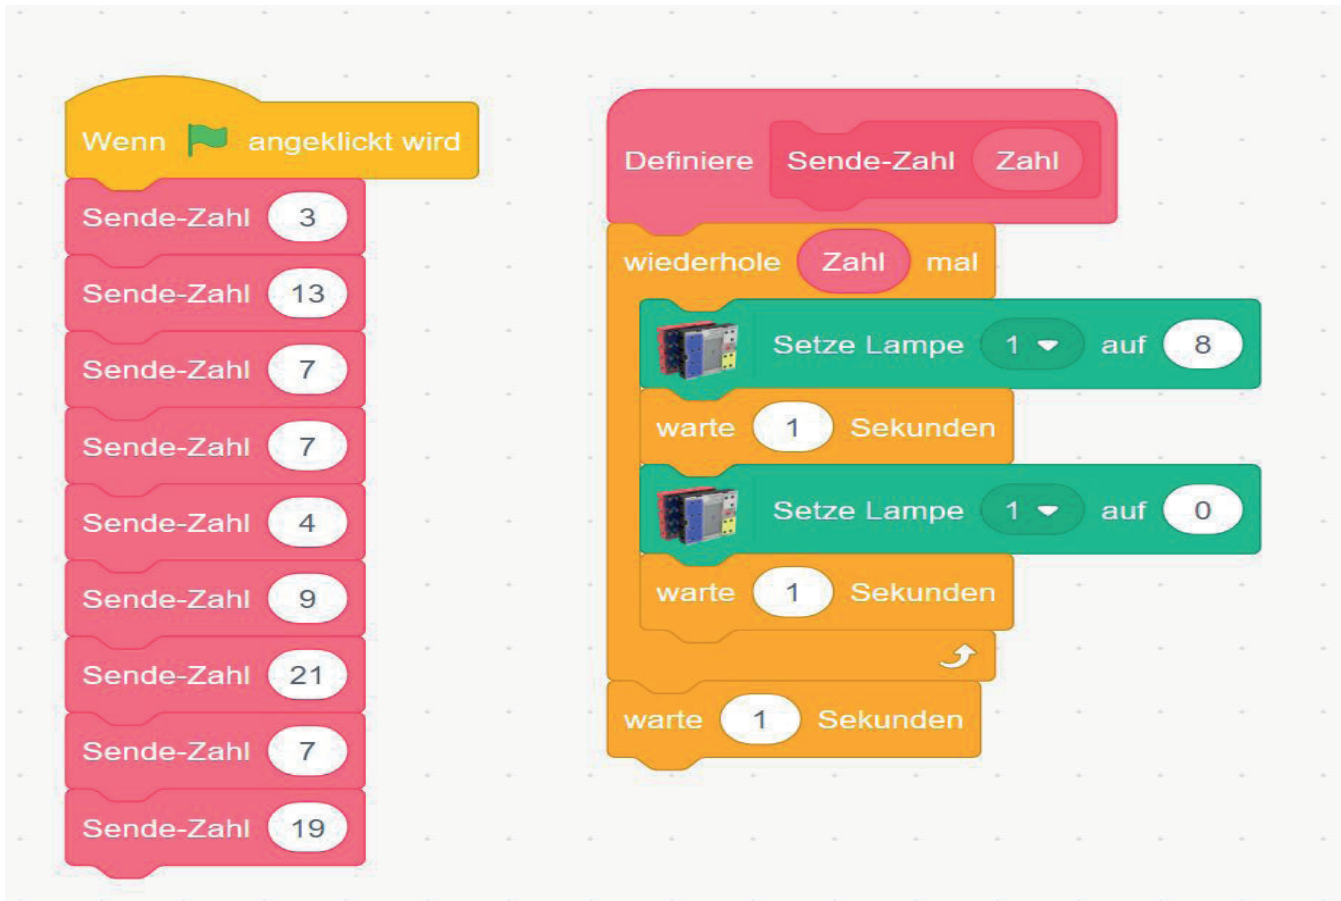 Wenn angeklickt wird
Sende-Zahl 3
Sende-Zahl 13
Sende-Zahl 7
Sende-Zahl 7
Sende-Zahl 4
Sende-Zahl 9
Sende-Zahl 21
Sende-Zahl 7
Sende-Zahl 19
Definiere Sende-Zahl Zahl
wiederhole Zahl mal
Setze Lampe 1 auf 8
warte 1 Sekunden
Setze Lampe 1 auf 0
warte 1 Sekunden
warte 1 Sekunden